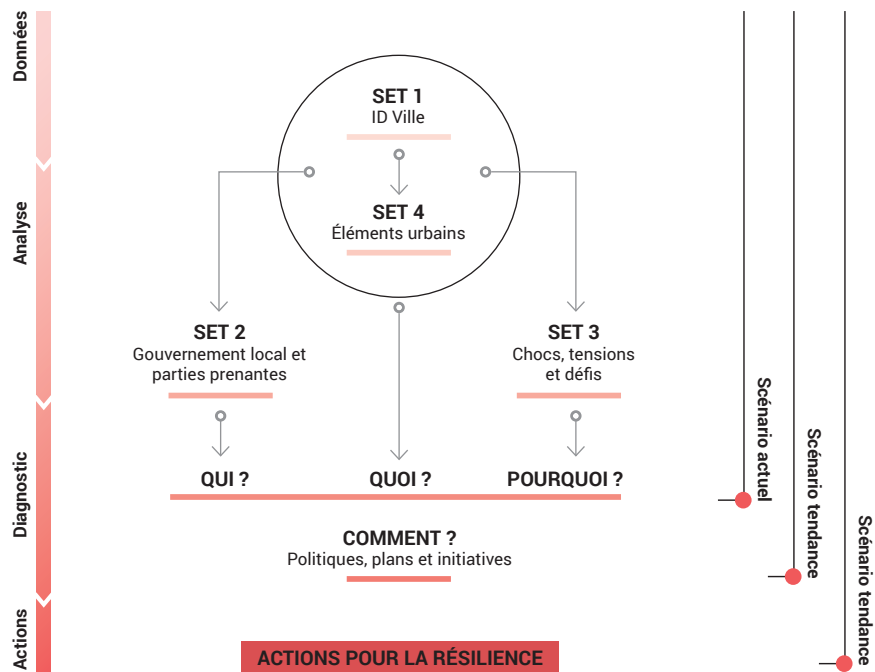 Données
Analyse
Diagnostic
Actions
SET 1
ID Ville
SET 4
Éléments urbains
SET 2
Gouvernement local et
parties prenantes
SET 3
Chocs, tensions
et défis
QUI ?
QUOI ?
POURQUOI ?
COMMENT ?
Politiques, plans et initiatives
ACTIONS POUR LA RÉSILIENCE
Scénario actuel
Scénario tendance
Scénario tendance